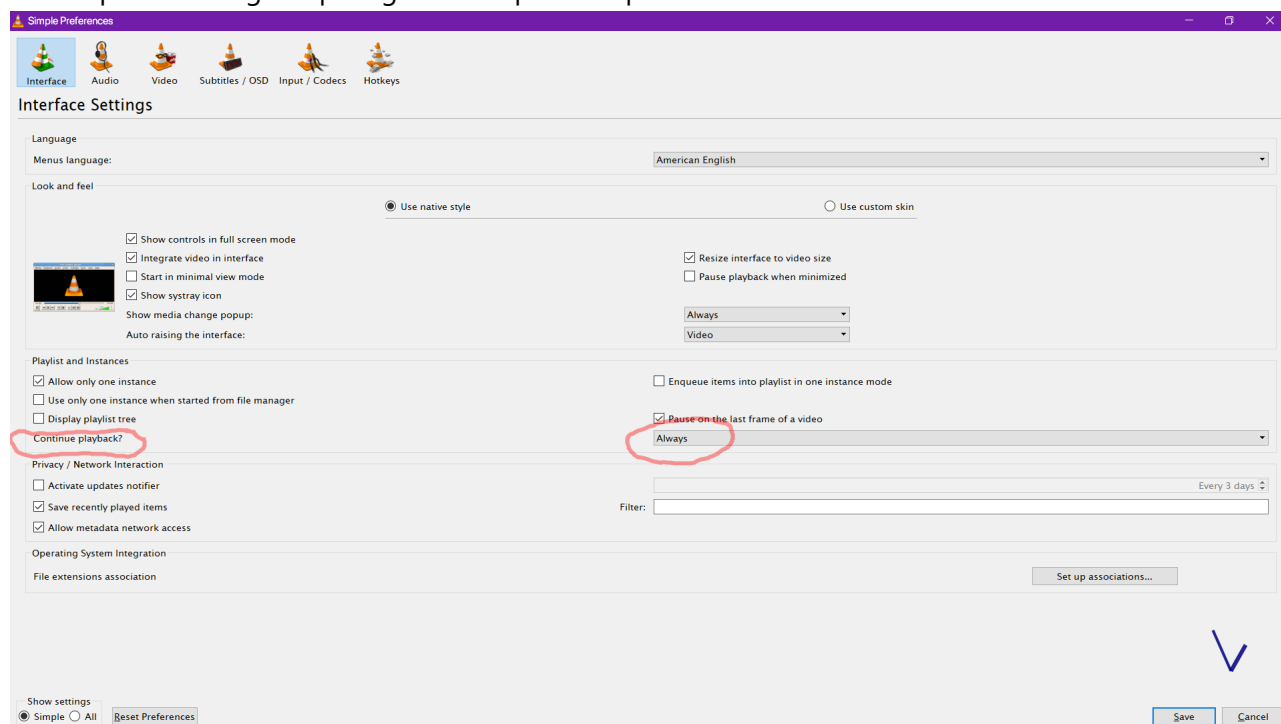 Simple Preferences
Interface Audio Video Subtitles / OSD Input / Codecs Hotkeys
Interface Settings
Language
Menus language: American English
Look and feel
Use native style Use custom skin
Show controls in full screen mode
Integrate video in interface Resize interface to video size
Start in minimal view mode Pause playback when minimized
Show systray icon
Show media change popup: Always
Auto raising the interface: Video
Playlist and Instances
Allow only one instance Enqueue items into playlist in one instance mode
Use only one instance when started from file manager
Display playlist tree Pause on the last frame of a video
Continue playback? Always
Privacy / Network Interaction
Activate updates notifier Every 3 days
Save recently played items Filter:
Allow metadata network access
Operating System Integration
File extensions association Set up associations...
Show settings
Simple All Reset Preferences Save Cancel